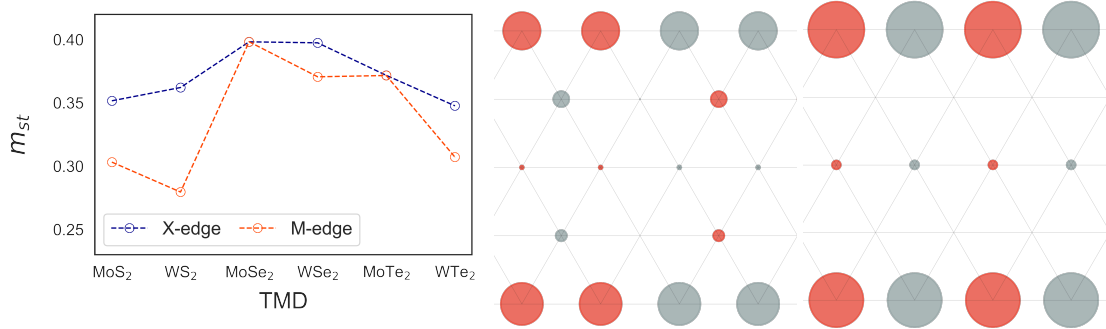 0.40
0.35
0.30
0.25
m_st
X-edge M-edge
MoS₂ WS₂ MoSe₂ WSe₂ MoTe₂ WTe₂
TMD